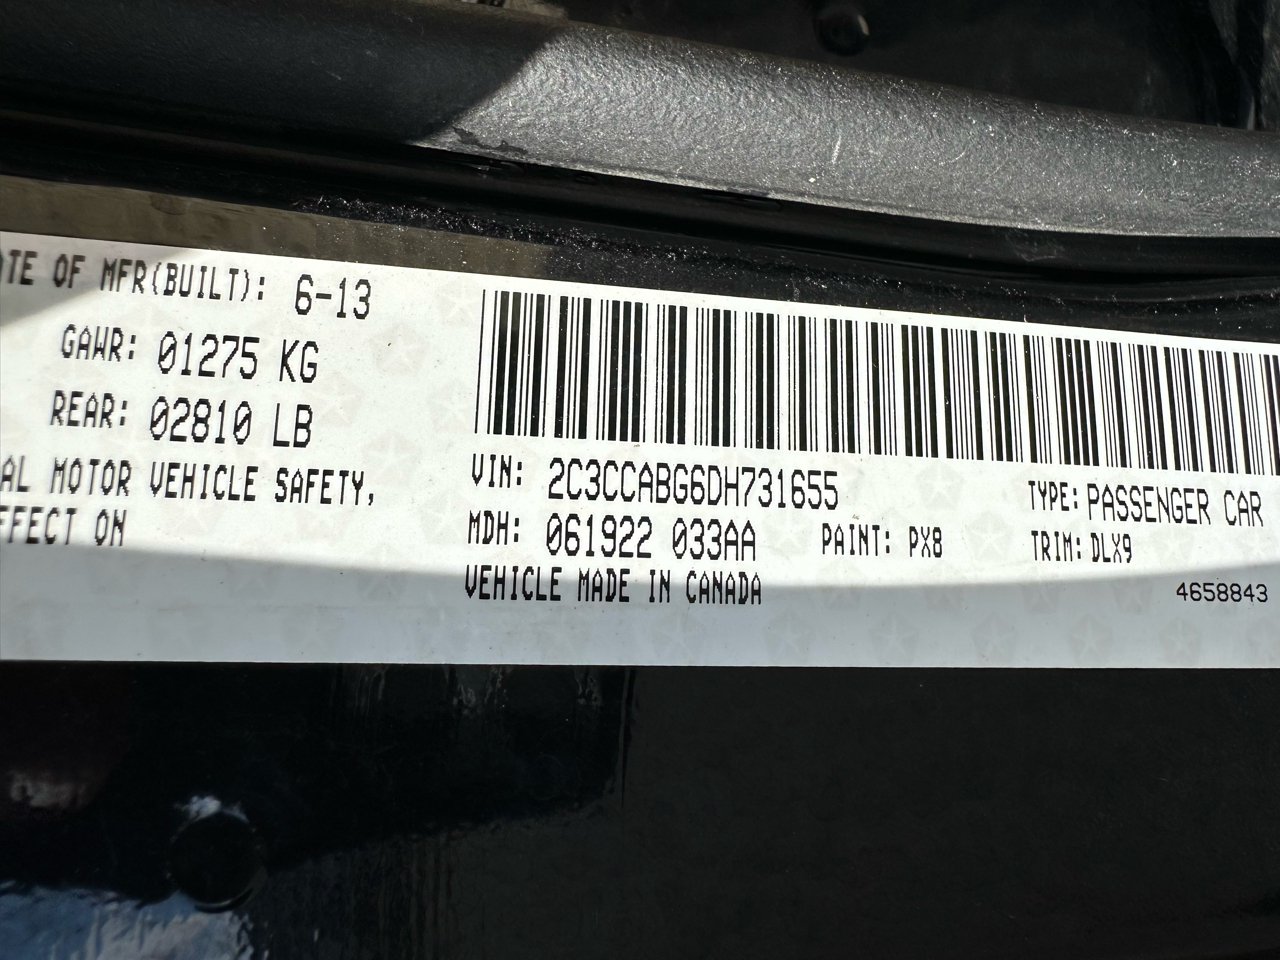 TE OF MFR(BUILT): 6-13
GAWR: 01275 KG
REAR: 02810 LB
AL MOTOR VEHICLE SAFETY,
FFECT ON
VIN: 2C3CCABG6DH731655
TYPE: PASSENGER CAR
MDH: 061922 033AA
PAINT: PX8
TRIM: DLX9
VEHICLE MADE IN CANADA
4658843